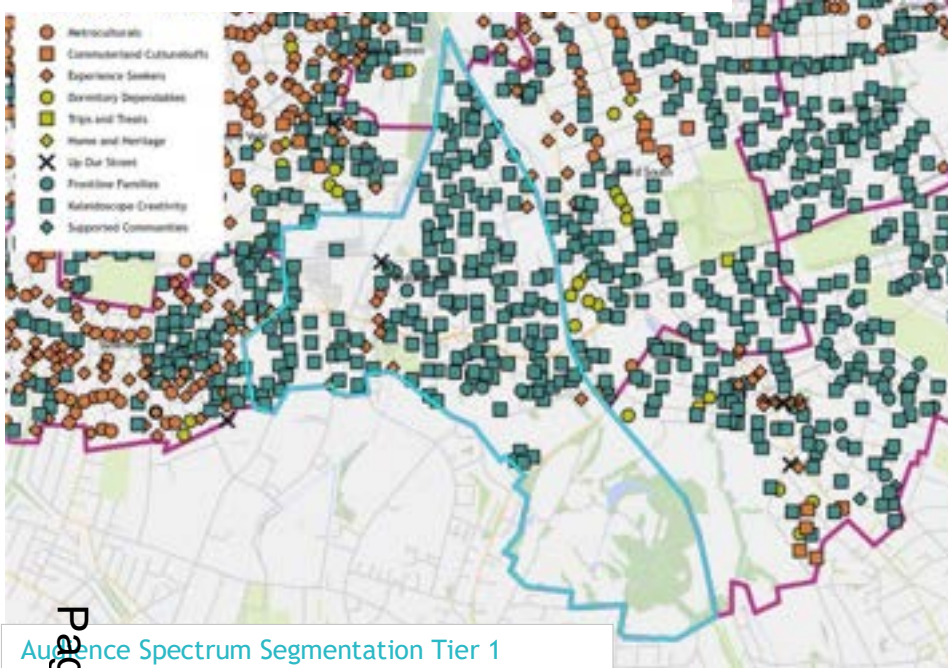 Metroculturals
Commuterland Culturebuffs
Experience Seekers
Dormitory Dependables
Trips and Treats
Home and Heritage
Up Our Street
Frontline Families
Kaleidoscope Creativity
Supported Communities
Pag
Audience Spectrum Segmentation Tier 1